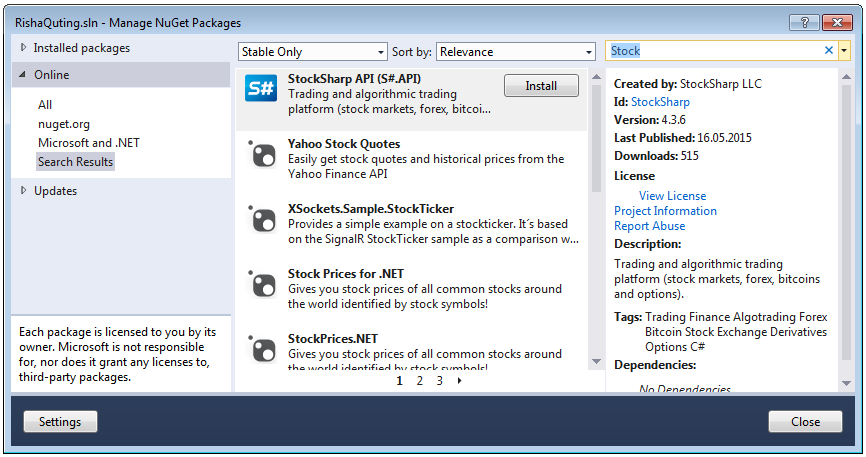 RishaQuting.sln - Manage NuGet Packages
Installed packages
Online
All
nuget.org
Microsoft and .NET
Search Results
Updates
Each package is licensed to you by its
owner. Microsoft is not responsible
for, nor does it grant any licenses to,
third-party packages.
Stable Only
Sort by:
Relevance
StockSharp API (S#.API)
Trading and algorithmic trading
platform (stock markets, forex, bitcoi...
Install
S#
Yahoo Stock Quotes
Easily get stock quotes and historical prices from the
Yahoo Finance API
XSockets.Sample.StockTicker
Provides a simple example on a stockticker. It´s based
on the SignalR StockTicker sample as a comparison w...
Stock Prices for .NET
Gives you stock prices of all common stocks around
the world identified by stock symbols!
StockPrices.NET
Gives you stock prices of all common stocks around
the world identified by stock symbols!
1 2 3
Stock
Created by: StockSharp LLC
Id: StockSharp
Version: 4.3.6
Last Published: 16.05.2015
Downloads: 515
License
View License
Project Information
Report Abuse
Description:
Trading and algorithmic trading
platform (stock markets, forex, bitcoins
and options).
Tags: Trading Finance Algotrading Forex
Bitcoin Stock Exchange Derivatives
Options C#
Dependencies:
No Dependencies
Settings
Close